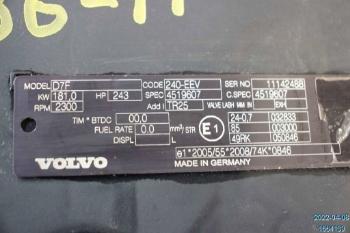 MODEL D7F CODE 240-EEV SER NO 11142488
KW 181,0 HP 243 SPEC 4519607 C.SPEC 4519607
RPM 2300 Add I TR25 VALVE LASH MM IN EX
TIM ° BTDC 00,0 24-0,7 032833
FUEL RATE 0.0 mm³/STR E1 85 003000
DISPL L 49RK 050846
VOLVO e1*2005/55*2008/74K*0846
MADE IN GERMANY
2022-04-08